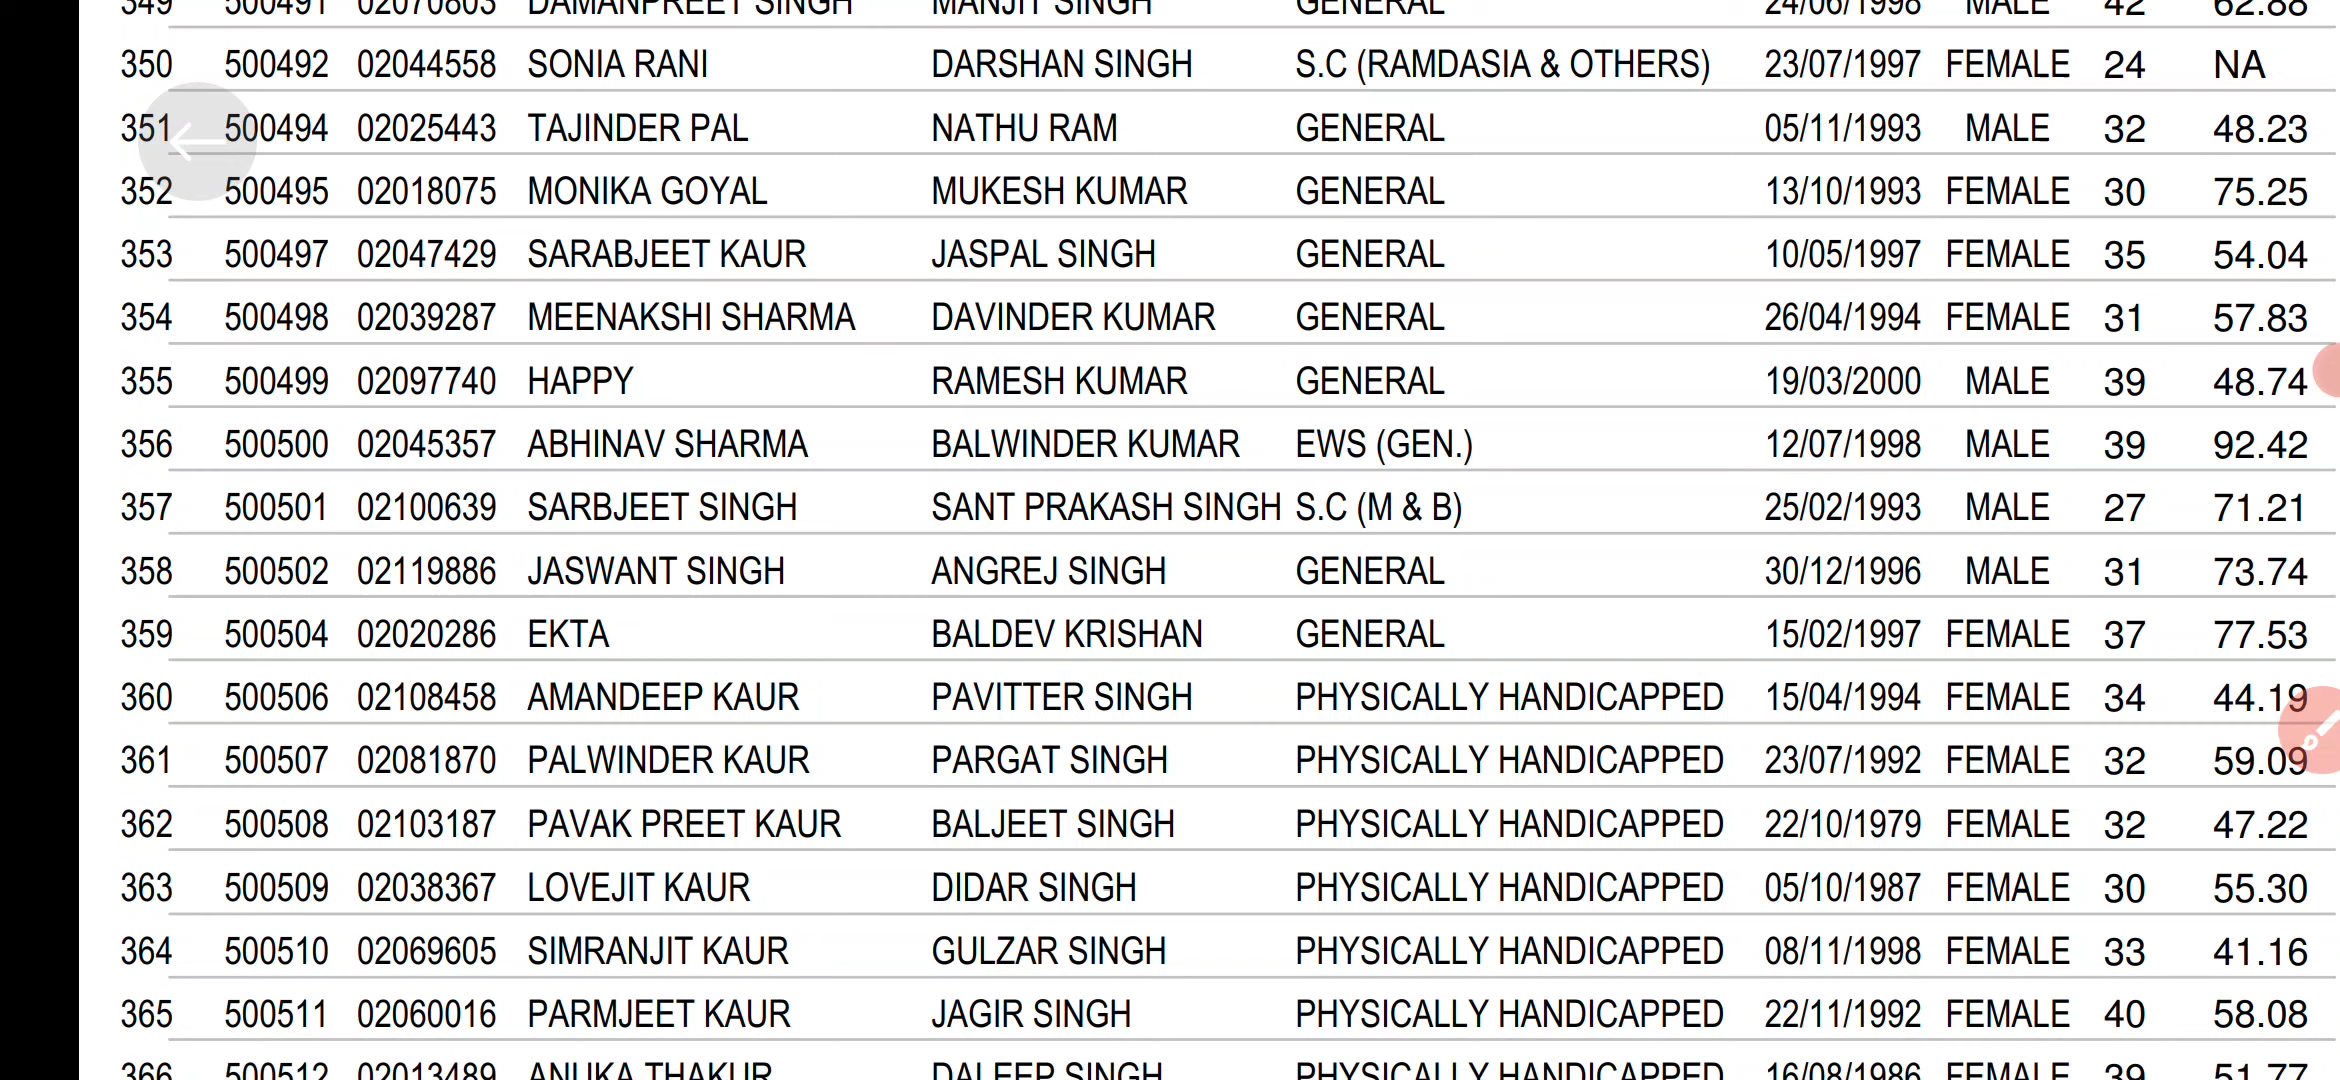 349 500491 02070803 DAMANPREET SINGH MANJIT SINGH GENERAL 24/06/1998 MALE 42 62.88
350 500492 02044558 SONIA RANI DARSHAN SINGH S.C (RAMDASIA & OTHERS) 23/07/1997 FEMALE 24 NA
351 500494 02025443 TAJINDER PAL NATHU RAM GENERAL 05/11/1993 MALE 32 48.23
352 500495 02018075 MONIKA GOYAL MUKESH KUMAR GENERAL 13/10/1993 FEMALE 30 75.25
353 500497 02047429 SARABJEET KAUR JASPAL SINGH GENERAL 10/05/1997 FEMALE 35 54.04
354 500498 02039287 MEENAKSHI SHARMA DAVINDER KUMAR GENERAL 26/04/1994 FEMALE 31 57.83
355 500499 02097740 HAPPY RAMESH KUMAR GENERAL 19/03/2000 MALE 39 48.74
356 500500 02045357 ABHINAV SHARMA BALWINDER KUMAR EWS (GEN.) 12/07/1998 MALE 39 92.42
357 500501 02100639 SARBJEET SINGH SANT PRAKASH SINGH S.C (M & B) 25/02/1993 MALE 27 71.21
358 500502 02119886 JASWANT SINGH ANGREJ SINGH GENERAL 30/12/1996 MALE 31 73.74
359 500504 02020286 EKTA BALDEV KRISHAN GENERAL 15/02/1997 FEMALE 37 77.53
360 500506 02108458 AMANDEEP KAUR PAVITTER SINGH PHYSICALLY HANDICAPPED 15/04/1994 FEMALE 34 44.19
361 500507 02081870 PALWINDER KAUR PARGAT SINGH PHYSICALLY HANDICAPPED 23/07/1992 FEMALE 32 59.09
362 500508 02103187 PAVAK PREET KAUR BALJEET SINGH PHYSICALLY HANDICAPPED 22/10/1979 FEMALE 32 47.22
363 500509 02038367 LOVEJIT KAUR DIDAR SINGH PHYSICALLY HANDICAPPED 05/10/1987 FEMALE 30 55.30
364 500510 02069605 SIMRANJIT KAUR GULZAR SINGH PHYSICALLY HANDICAPPED 08/11/1998 FEMALE 33 41.16
365 500511 02060016 PARMJEET KAUR JAGIR SINGH PHYSICALLY HANDICAPPED 22/11/1992 FEMALE 40 58.08
366 500512 02013489 ANUKA THAKUR DALEEP SINGH PHYSICALLY HANDICAPPED 16/08/1986 FEMALE 39 51.77